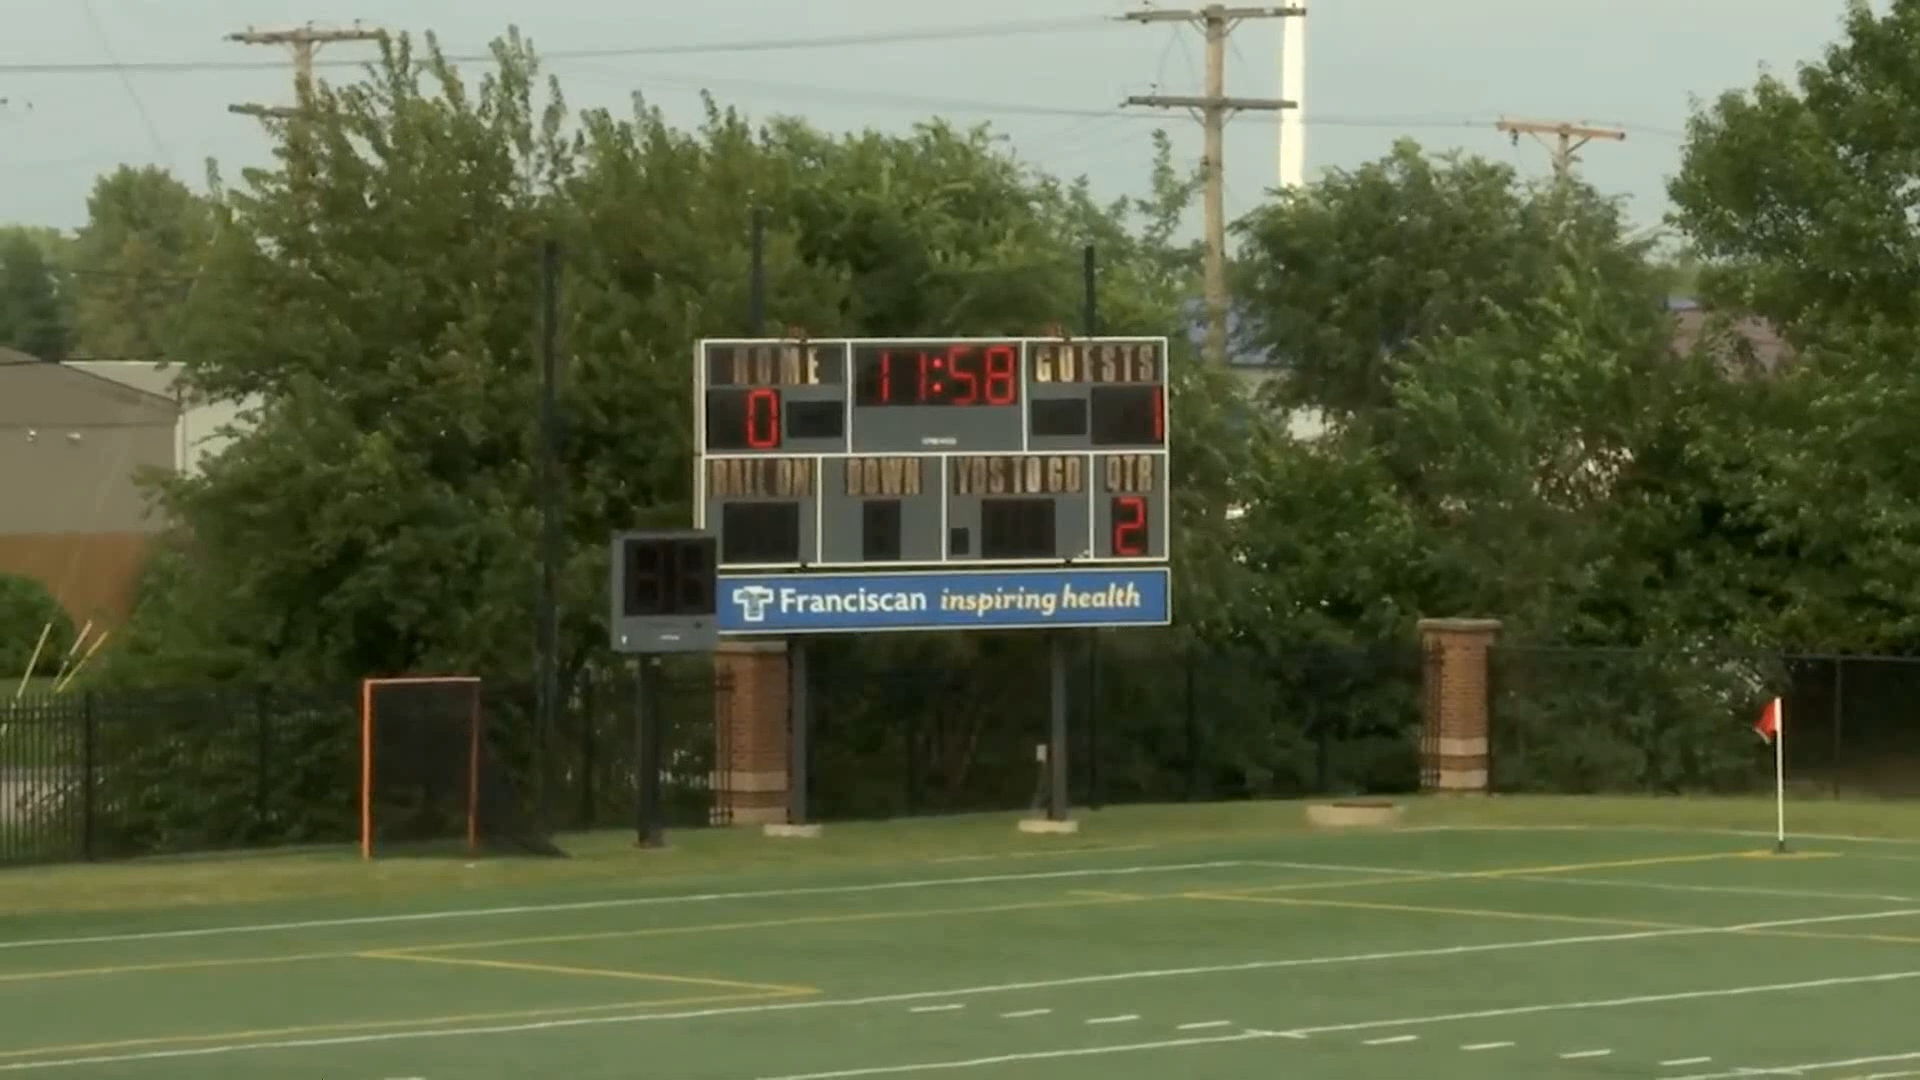 HOME 11:58 GUESTS
0 1
BALL ON DOWN YDS TO GO QTR
2
Franciscan inspiring health